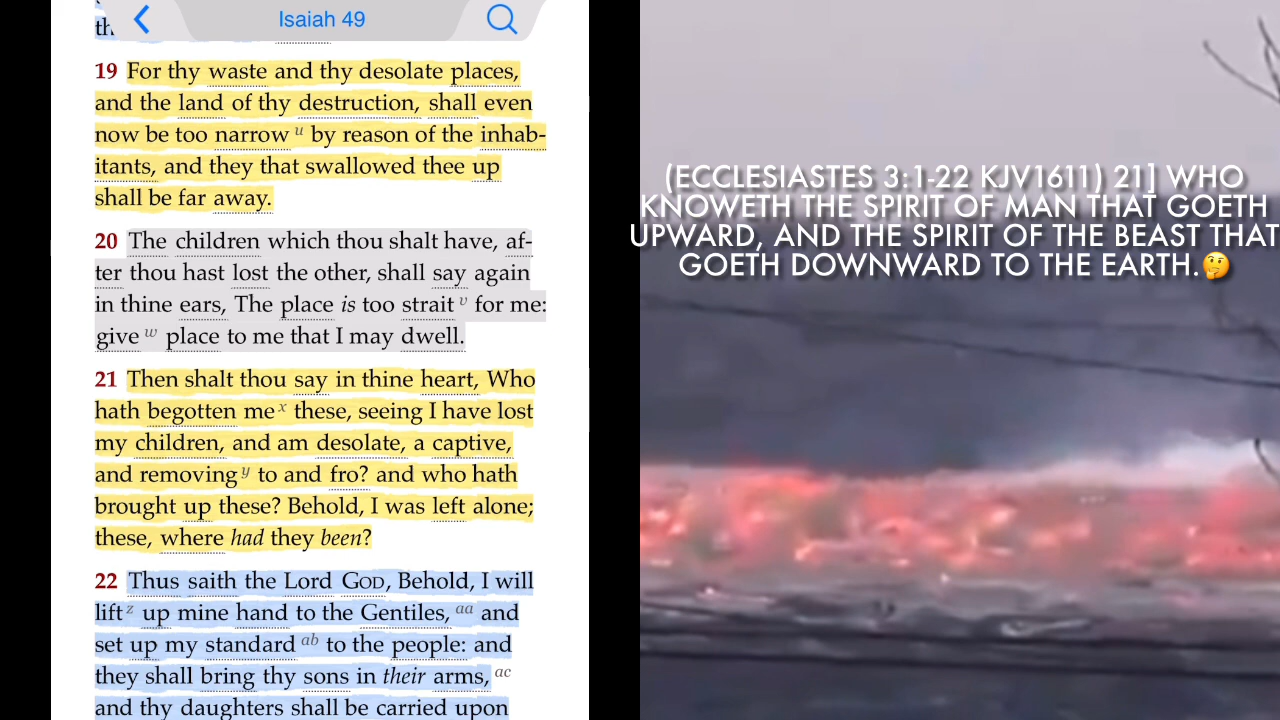 th
Isaiah 49
19 For thy waste and thy desolate places,
and the land of thy destruction, shall even
now be too narrow u by reason of the inhab-
itants, and they that swallowed thee up
shall be far away.
20 The children which thou shalt have, af-
ter thou hast lost the other, shall say again
in thine ears, The place is too strait v for me:
give w place to me that I may dwell.
21 Then shalt thou say in thine heart, Who
hath begotten me x these, seeing I have lost
my children, and am desolate, a captive,
and removing y to and fro? and who hath
brought up these? Behold, I was left alone;
these, where had they been?
22 Thus saith the Lord GOD, Behold, I will
lift z up mine hand to the Gentiles, aa and
set up my standard ab to the people: and
they shall bring thy sons in their arms, ac
and thy daughters shall be carried upon
(ECCLESIASTES 3:1-22 KJV1611) 21] WHO
KNOWETH THE SPIRIT OF MAN THAT GOETH
UPWARD, AND THE SPIRIT OF THE BEAST THAT
GOETH DOWNWARD TO THE EARTH.🤔